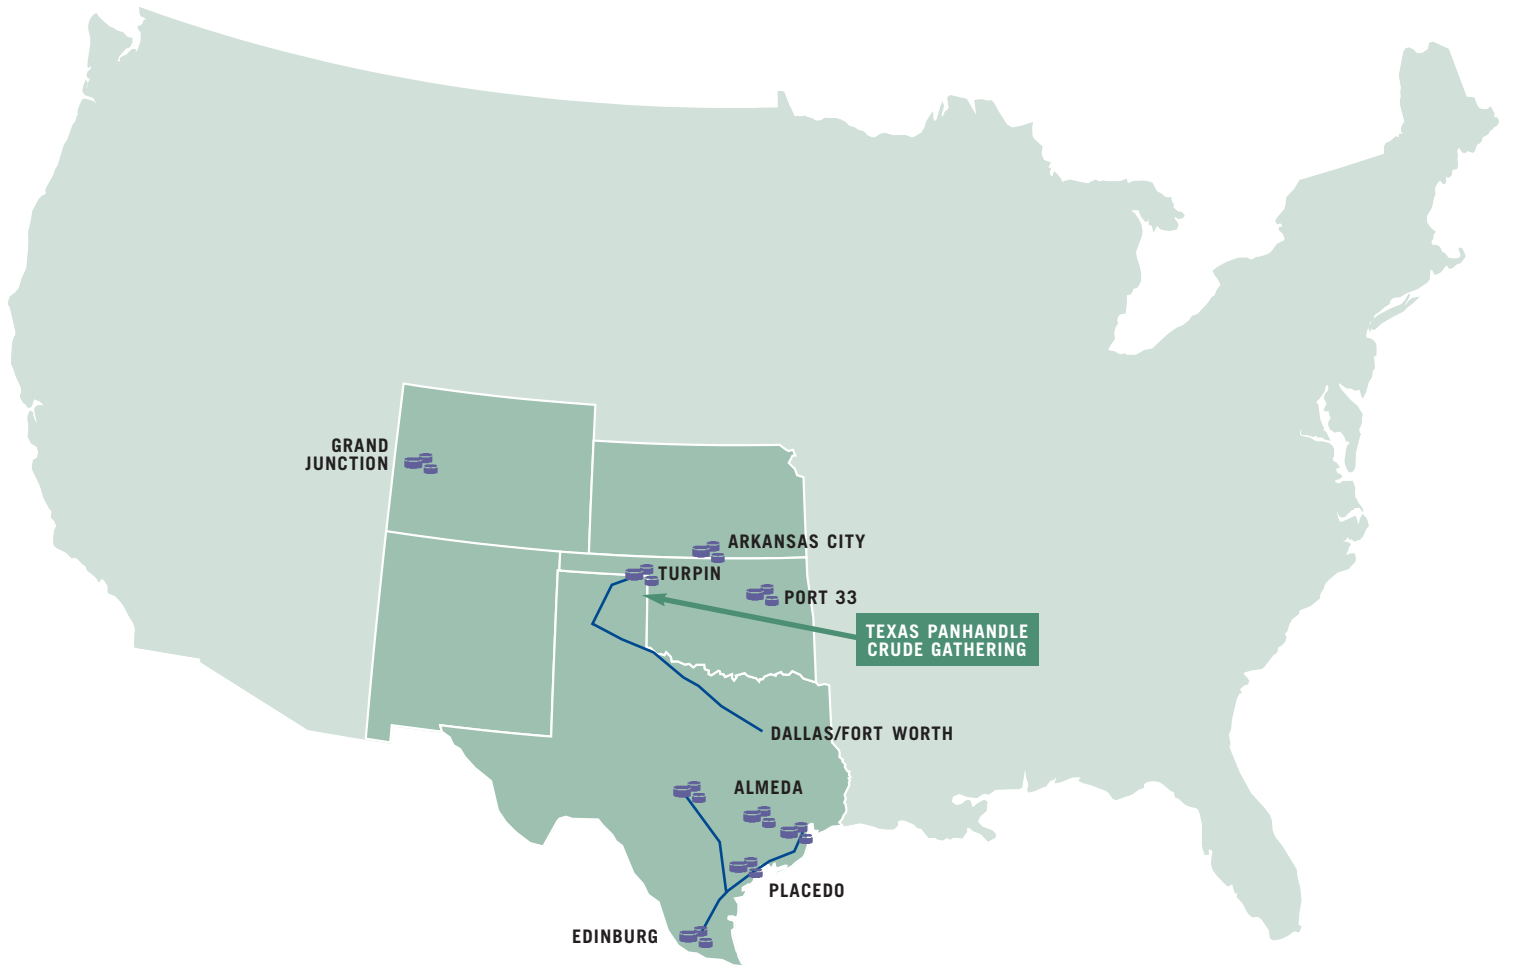 GRAND
JUNCTION
ARKANSAS CITY
TURPIN
PORT 33
TEXAS PANHANDLE
CRUDE GATHERING
DALLAS/FORT WORTH
ALMEDA
PLACEDO
EDINBURG